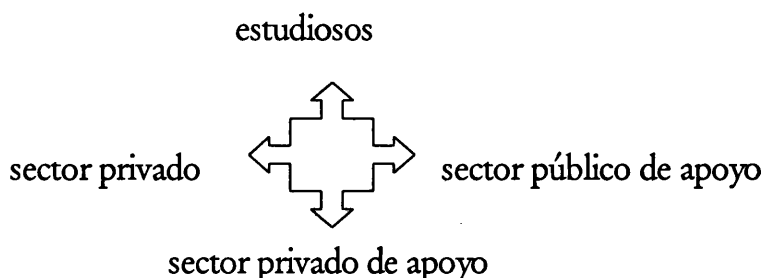 estudiosos
sector privado
sector público de apoyo
sector privado de apoyo